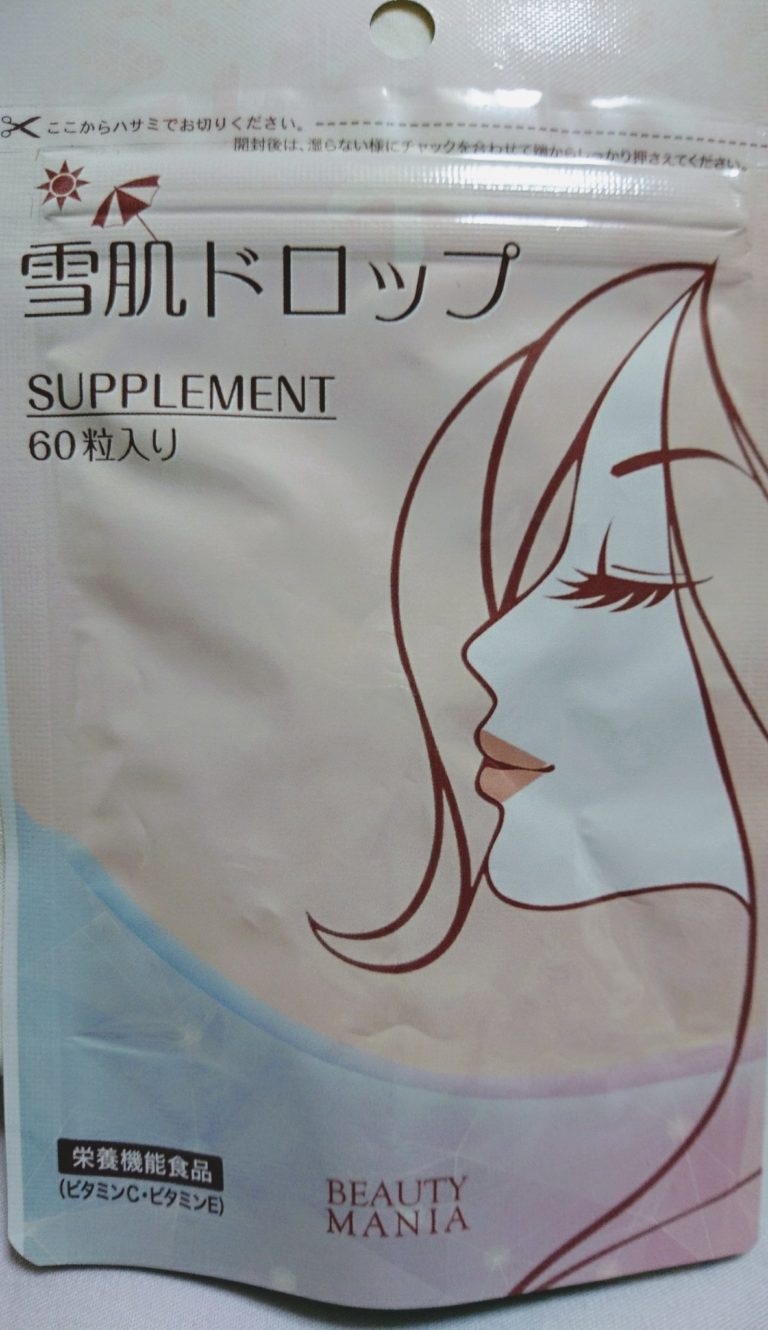 ここからハサミでお切りください。
開封後は、湿らない様にチャックを合わせて端からしっかり押さえてください。
雪肌ドロップ
SUPPLEMENT
60粒入り
栄養機能食品
(ビタミンC・ビタミンE)
BEAUTY
MANIA